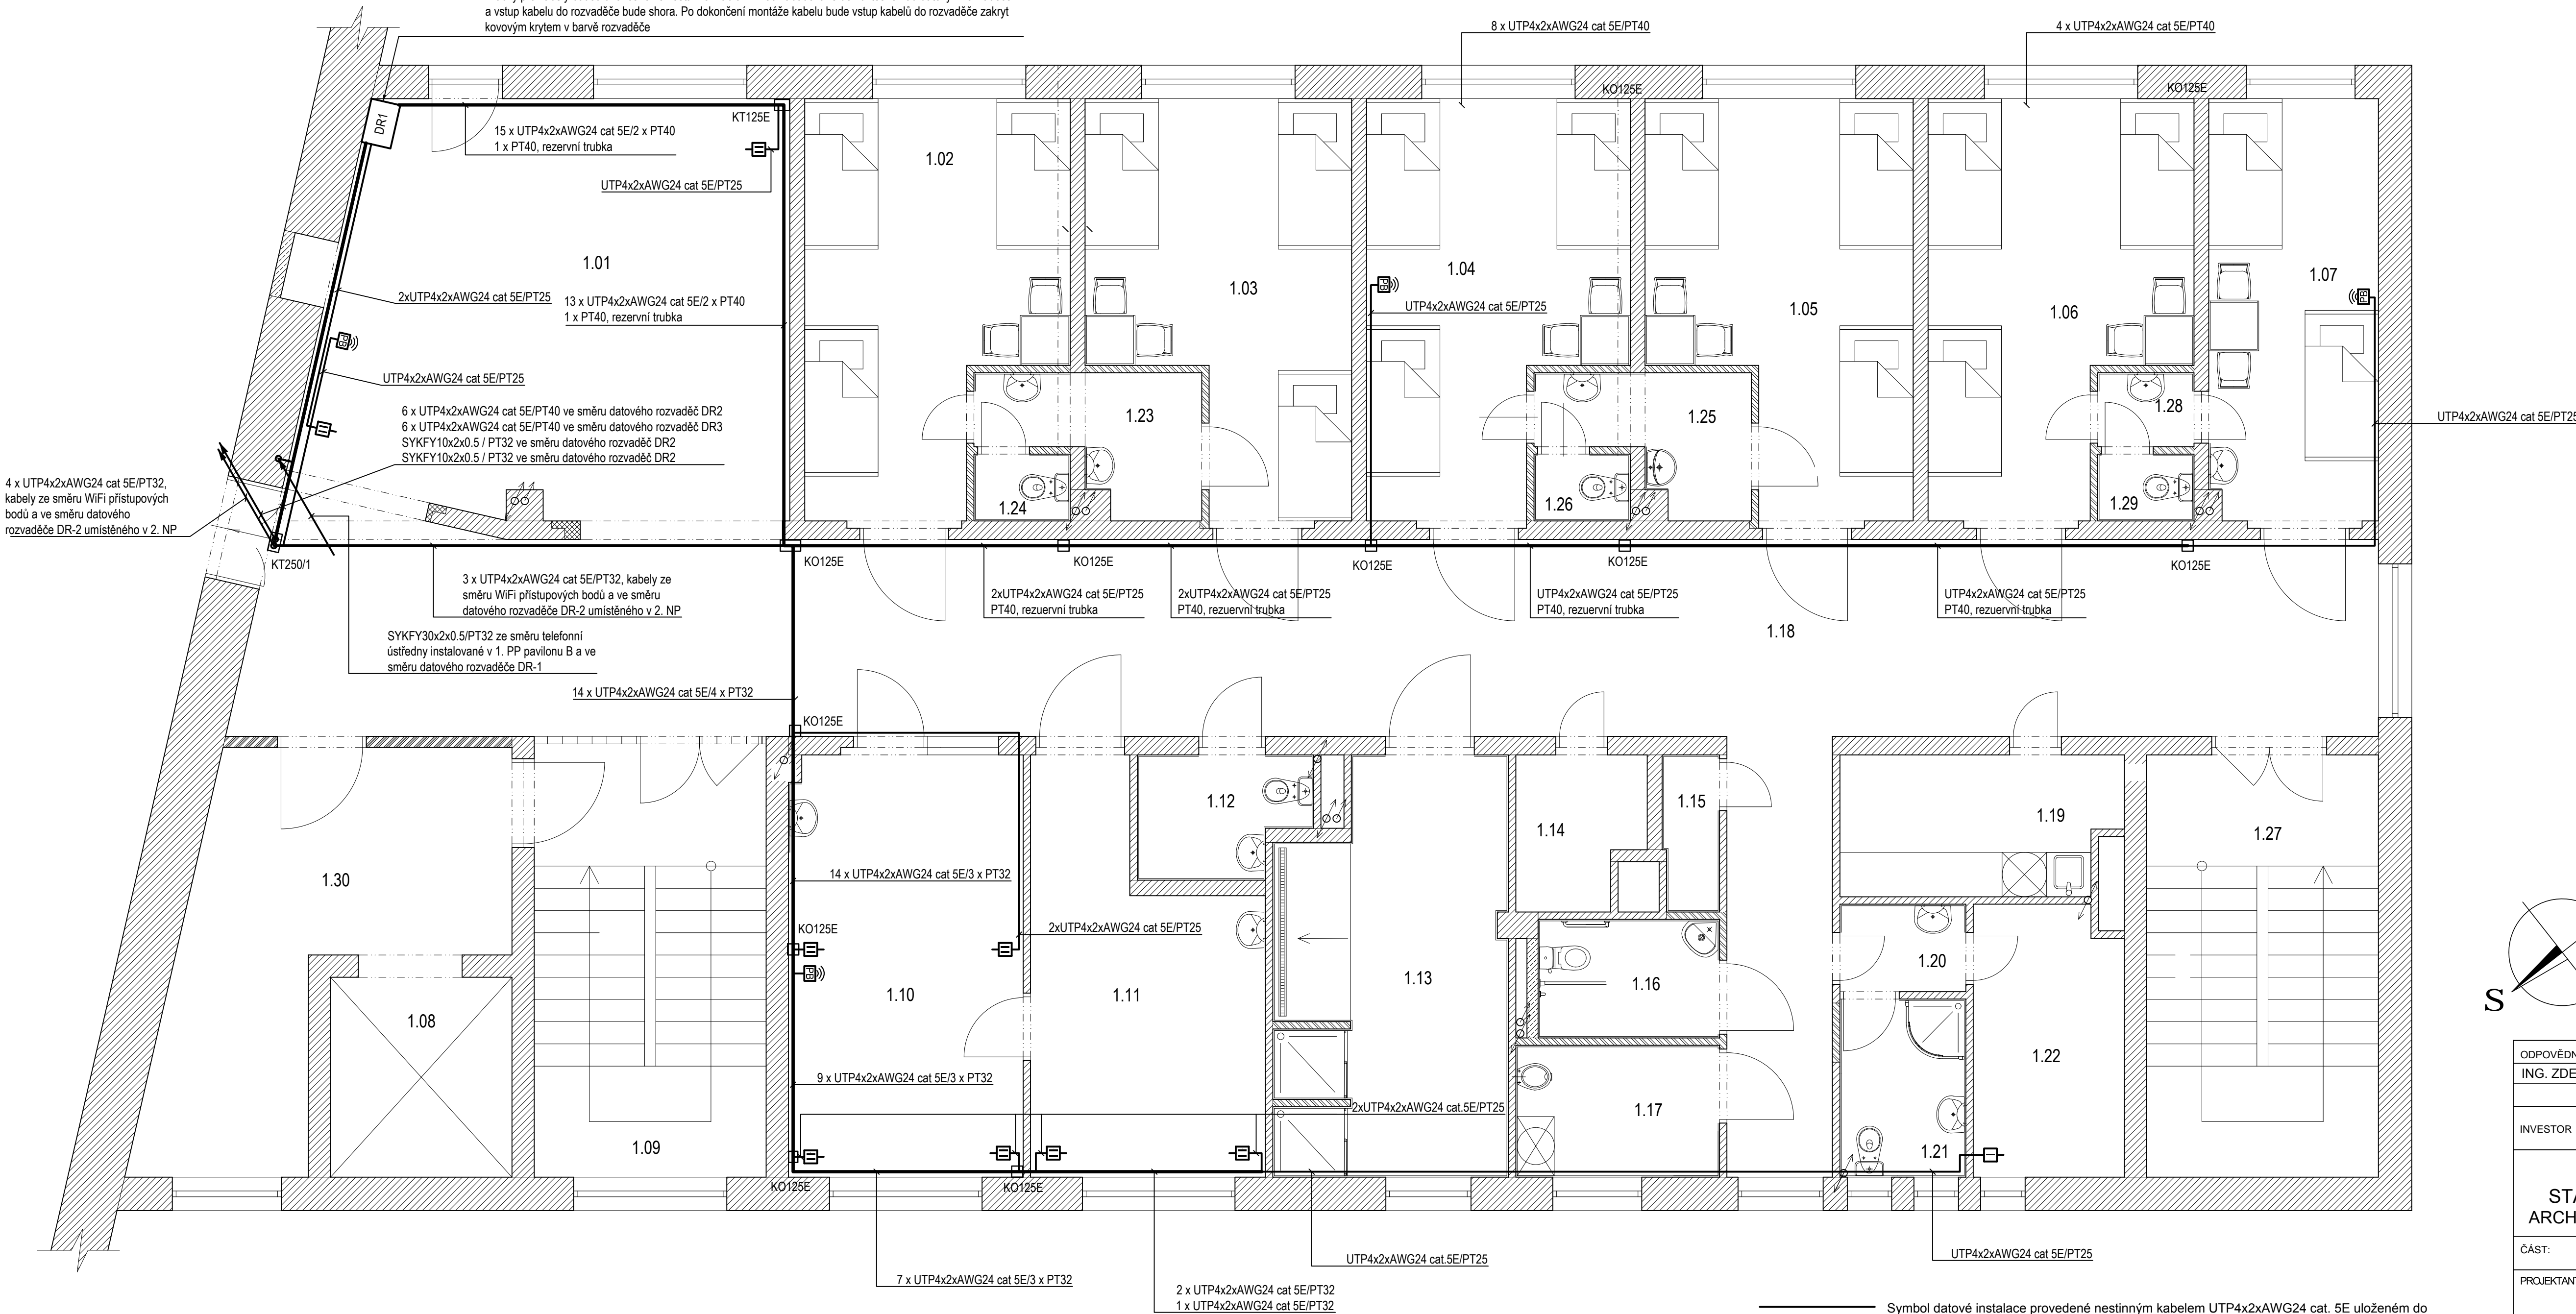 a vstup kabelu do rozvaděče bude shora. Po dokončení montáže kabelu bude vstup kabelů do rozvaděče zakryt
kovovým krytem v barvě rozvaděče
8 x UTP4x2xAWG24 cat 5E/PT40
4 x UTP4x2xAWG24 cat 5E/PT40
KO125E
KO125E
DR1
KT125E
15 x UTP4x2xAWG24 cat 5E/2 x PT40
1 x PT40, rezervní trubka
UTP4x2xAWG24 cat 5E/PT25
1.02
1.01
1.03
1.04
1.05
1.06
1.07
2xUTP4x2xAWG24 cat 5E/PT25
13 x UTP4x2xAWG24 cat 5E/2 x PT40
1 x PT40, rezervní trubka
PB
UTP4x2xAWG24 cat 5E/PT25
PB
PB
UTP4x2xAWG24 cat 5E/PT25
6 x UTP4x2xAWG24 cat 5E/PT40 ve směru datového rozvaděč DR2
6 x UTP4x2xAWG24 cat 5E/PT40 ve směru datového rozvaděč DR3
SYKFY10x2x0.5 / PT32 ve směru datového rozvaděč DR2
SYKFY10x2x0.5 / PT32 ve směru datového rozvaděč DR2
1.23
1.25
1.28
UTP4x2xAWG24 cat 5E/PT25
4 x UTP4x2xAWG24 cat 5E/PT32,
kabely ze směru WiFi přístupových
bodů a ve směru datového
rozvaděče DR-2 umístěného v 2. NP
1.24
1.26
1.29
KT250/1
KO125E
KO125E
KO125E
KO125E
KO125E
3 x UTP4x2xAWG24 cat 5E/PT32, kabely ze
směru WiFi přístupových bodů a ve směru
datového rozvaděče DR-2 umístěného v 2. NP
2xUTP4x2xAWG24 cat 5E/PT25
PT40, rezuervní trubka
2xUTP4x2xAWG24 cat 5E/PT25
PT40, rezuervní trubka
UTP4x2xAWG24 cat 5E/PT25
PT40, rezuervní trubka
UTP4x2xAWG24 cat 5E/PT25
PT40, rezuervní trubka
1.18
SYKFY30x2x0.5/PT32 ze směru telefonní
ústředny instalované v 1. PP pavilonu B a ve
směru datového rozvaděče DR-1
14 x UTP4x2xAWG24 cat 5E/4 x PT32
KO125E
1.12
1.14
1.15
1.19
1.27
1.30
14 x UTP4x2xAWG24 cat 5E/3 x PT32
KO125E
2xUTP4x2xAWG24 cat 5E/PT25
PB
1.10
1.11
1.13
1.16
1.20
1.08
S
1.22
9 x UTP4x2xAWG24 cat 5E/3 x PT32
2xUTP4x2xAWG24 cat.5E/PT25
1.17
1.09
1.21
KO125E
KO125E
ING. ZDE
INVESTOR
STA
ARCH
ČÁST:
7 x UTP4x2xAWG24 cat 5E/3 x PT32
2 x UTP4x2xAWG24 cat 5E/PT32
1 x UTP4x2xAWG24 cat 5E/PT32
UTP4x2xAWG24 cat.5E/PT25
UTP4x2xAWG24 cat 5E/PT25
Symbol datové instalace provedené nestinným kabelem UTP4x2xAWG24 cat. 5E uloženém do